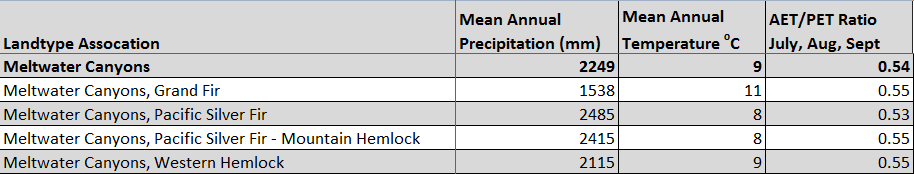 Landtype Assocation Mean Annual Precipitation (mm) Mean Annual Temperature °C AET/PET Ratio July, Aug, Sept
Meltwater Canyons 2249 9 0.54
Meltwater Canyons, Grand Fir 1538 11 0.55
Meltwater Canyons, Pacific Silver Fir 2485 8 0.53
Meltwater Canyons, Pacific Silver Fir - Mountain Hemlock 2415 8 0.55
Meltwater Canyons, Western Hemlock 2115 9 0.55